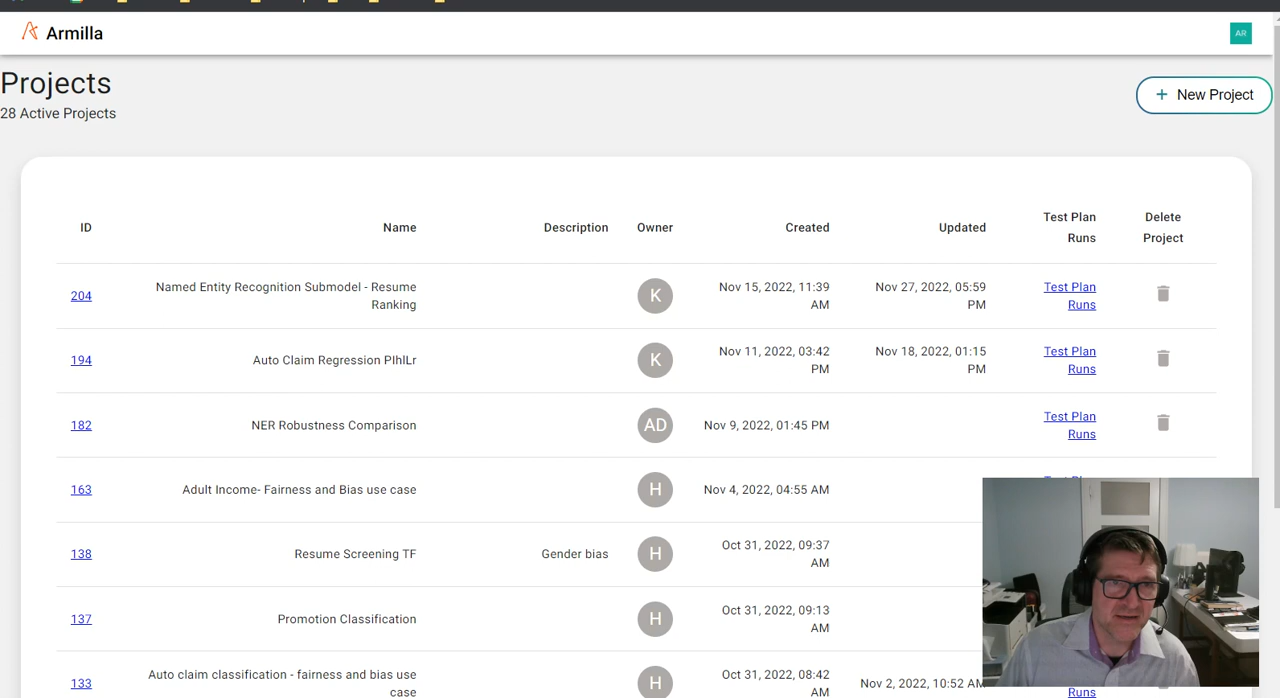 Armilla
AR
Projects
28 Active Projects
+ New Project
ID Name Description Owner Created Updated Test Plan Runs Delete Project
204 Named Entity Recognition Submodel - Resume Ranking K Nov 15, 2022, 11:39 AM Nov 27, 2022, 05:59 PM Test Plan Runs
194 Auto Claim Regression PIhlLr K Nov 11, 2022, 03:42 PM Nov 18, 2022, 01:15 PM Test Plan Runs
182 NER Robustness Comparison AD Nov 9, 2022, 01:45 PM Test Plan Runs
163 Adult Income- Fairness and Bias use case H Nov 4, 2022, 04:55 AM
138 Resume Screening TF Gender bias H Oct 31, 2022, 09:37 AM
137 Promotion Classification H Oct 31, 2022, 09:13 AM
133 Auto claim classification - fairness and bias use case H Oct 31, 2022, 08:42 AM Nov 2, 2022, 10:52 AM Runs